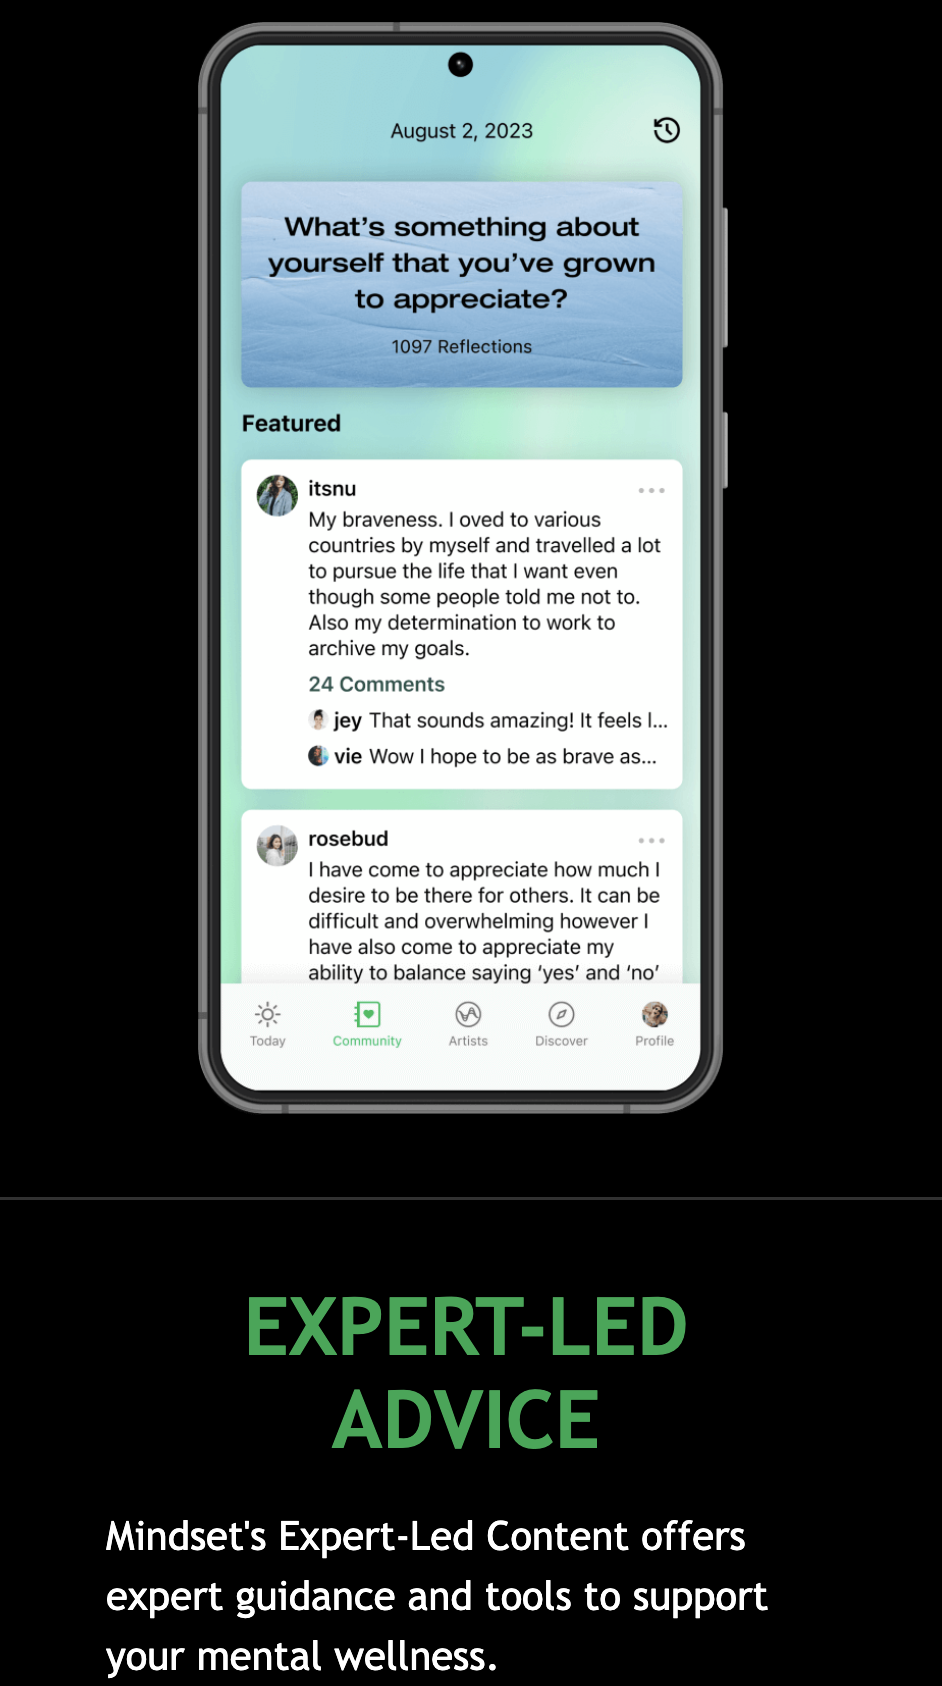 August 2, 2023
What's something about
yourself that you've grown
to appreciate?
1097 Reflections
Featured
itsnu
My braveness. I oved to various
countries by myself and travelled a lot
to pursue the life that I want even
though some people told me not to.
Also my determination to work to
archive my goals.
24 Comments
jey That sounds amazing! It feels l...
vie Wow I hope to be as brave as...
rosebud
I have come to appreciate how much I
desire to be there for others. It can be
difficult and overwhelming however I
have also come to appreciate my
ability to balance saying ‘yes’ and ‘no’
Today
Community
Artists
Discover
Profile
EXPERT-LED
ADVICE
Mindset's Expert-Led Content offers
expert guidance and tools to support
your mental wellness.